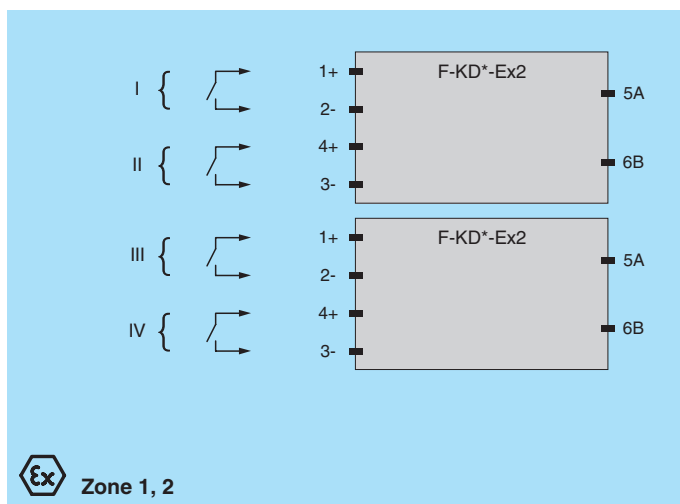 F-KD*-Ex2
I { 1+
2-
5A
II { 4+
3-
6B
F-KD*-Ex2
III { 1+
2-
5A
IV { 4+
3-
6B
Ex Zone 1, 2